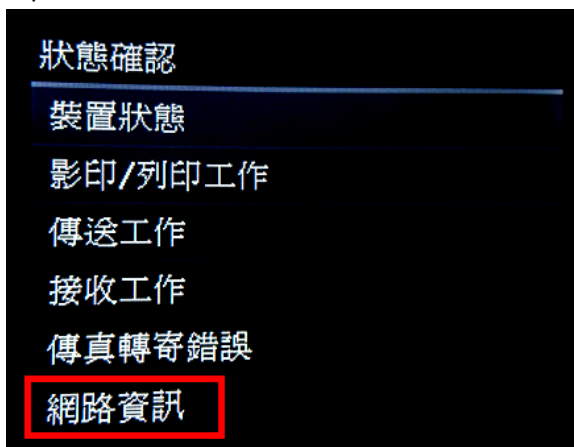 狀態確認
裝置狀態
影印/列印工作
傳送工作
接收工作
傳真轉寄錯誤
網路資訊